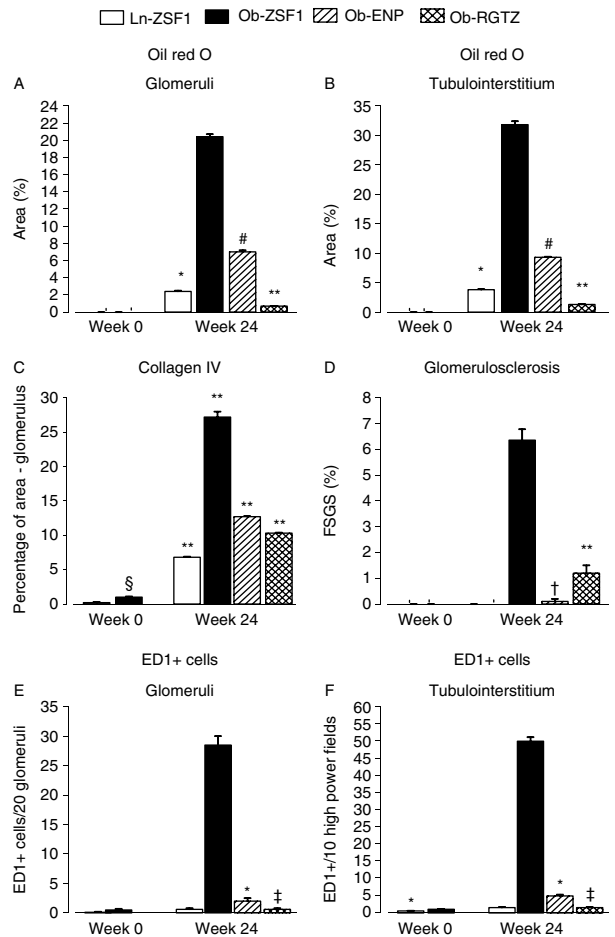 Ln-ZSF1 Ob-ZSF1 Ob-ENP Ob-RGTZ
Oil red O
A Glomeruli
Area (%)
24
22
20
18
16
14
12
10
8
6
4
2
0
* # **
Week 0 Week 24
Oil red O
B Tubulointerstitium
Area (%)
35
30
25
20
15
10
5
0
* # **
Week 0 Week 24
C Collagen IV
Percentage of area - glomerulus
30
25
20
15
10
5
0
§ ** ** ** **
Week 0 Week 24
D Glomerulosclerosis
FSGS (%)
8
7
6
5
4
3
2
1
0
† **
Week 0 Week 24
ED1+ cells
E Glomeruli
ED1+ cells/20 glomeruli
35
30
25
20
15
10
5
0
* ‡
Week 0 Week 24
ED1+ cells
F Tubulointerstitium
ED1+/10 high power fields
60
55
50
45
40
35
30
25
20
15
10
5
0
* * ‡
Week 0 Week 24